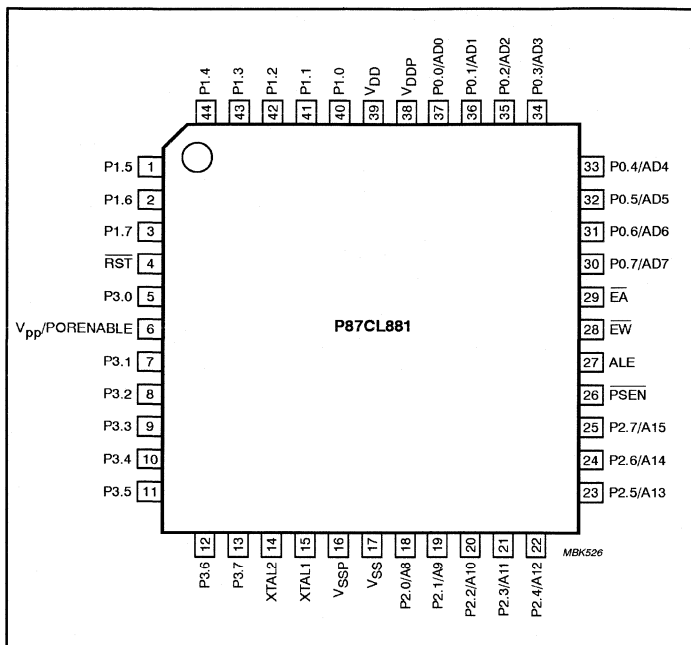 P1.4
P1.3
P1.2
P1.1
P1.0
VDD
VDDP
P0.0/AD0
P0.1/AD1
P0.2/AD2
P0.3/AD3
44
43
42
41
40
39
38
37
36
35
34
P1.5 1
P1.6 2
P1.7 3
R̅S̅T̅ 4
P3.0 5
Vpp/PORENABLE 6
P3.1 7
P3.2 8
P3.3 9
P3.4 10
P3.5 11
P87CL881
33 P0.4/AD4
32 P0.5/AD5
31 P0.6/AD6
30 P0.7/AD7
29 E̅A̅
28 E̅W̅
27 ALE
26 P̅S̅E̅N̅
25 P2.7/A15
24 P2.6/A14
23 P2.5/A13
12
13
14
15
16
17
18
19
20
21
22
P3.6
P3.7
XTAL2
XTAL1
VSSP
VSS
P2.0/A8
P2.1/A9
P2.2/A10
P2.3/A11
P2.4/A12
MBK526